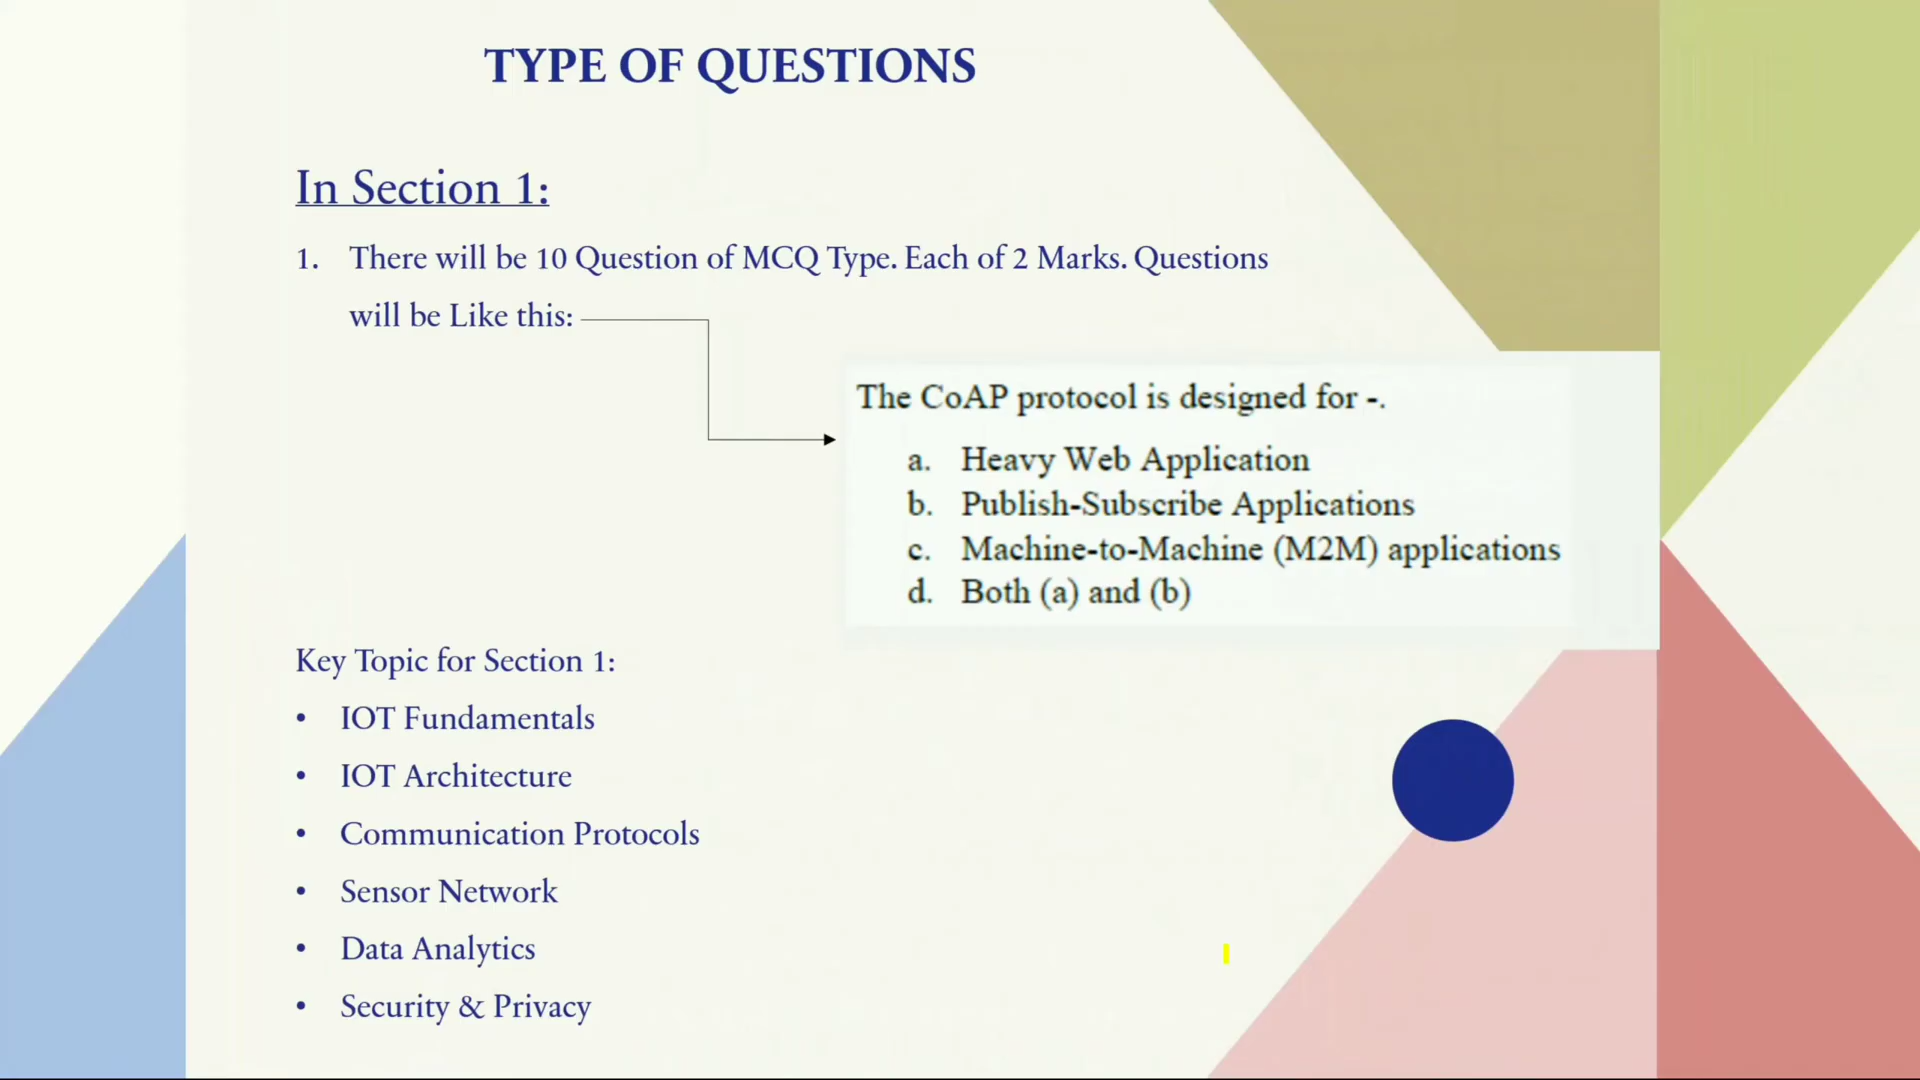 TYPE OF QUESTIONS
In Section 1:
1. There will be 10 Question of MCQ Type. Each of 2 Marks. Questions
will be Like this:
The CoAP protocol is designed for -.
a. Heavy Web Application
b. Publish-Subscribe Applications
c. Machine-to-Machine (M2M) applications
d. Both (a) and (b)
Key Topic for Section 1:
• IOT Fundamentals
• IOT Architecture
• Communication Protocols
• Sensor Network
• Data Analytics
• Security & Privacy